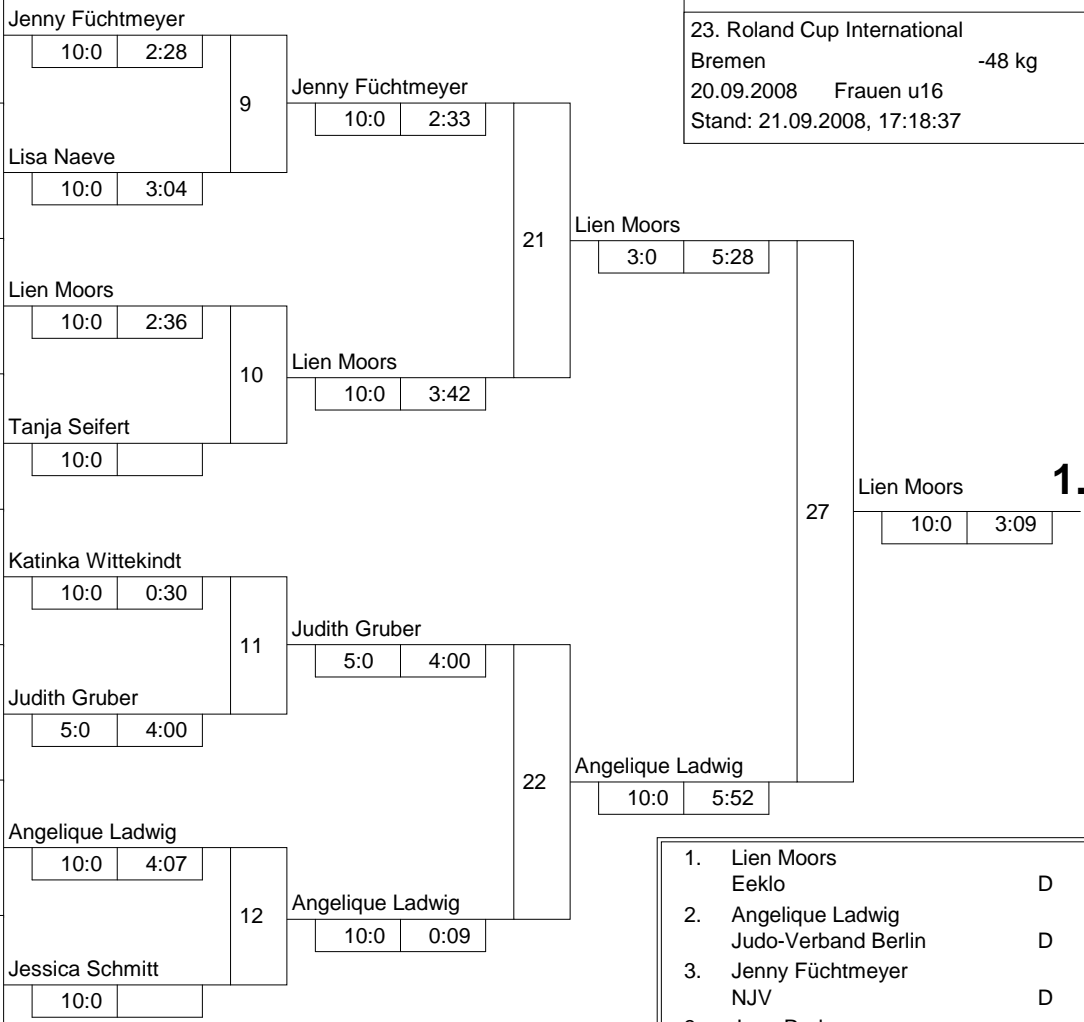 Jenny Füchtmeyer
10:0 2:28
9
Lisa Naeve
10:0 3:04
Lien Moors
10:0 2:36
10
Tanja Seifert
10:0
Katinka Wittekindt
10:0 0:30
11
Judith Gruber
5:0 4:00
Angelique Ladwig
10:0 4:07
12
Jessica Schmitt
10:0
Jenny Füchtmeyer
10:0 2:33
21
Lien Moors
10:0 3:42
Judith Gruber
5:0 4:00
22
Angelique Ladwig
10:0 0:09
Lien Moors
3:0 5:28
27
Angelique Ladwig
10:0 5:52
Lien Moors 1.
10:0 3:09
23. Roland Cup International
Bremen -48 kg
20.09.2008 Frauen u16
Stand: 21.09.2008, 17:18:37
1. Lien Moors
Eeklo D
2. Angelique Ladwig
Judo-Verband Berlin D
3. Jenny Füchtmeyer
NJV D